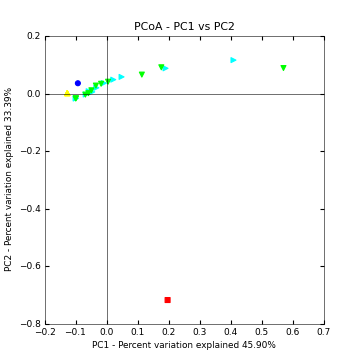 PCoA - PC1 vs PC2
0.2
0.0
−0.2
−0.4
−0.6
−0.8
PC2 - Percent variation explained 33.39%
−0.2 −0.1 0.0 0.1 0.2 0.3 0.4 0.5 0.6 0.7
PC1 - Percent variation explained 45.90%